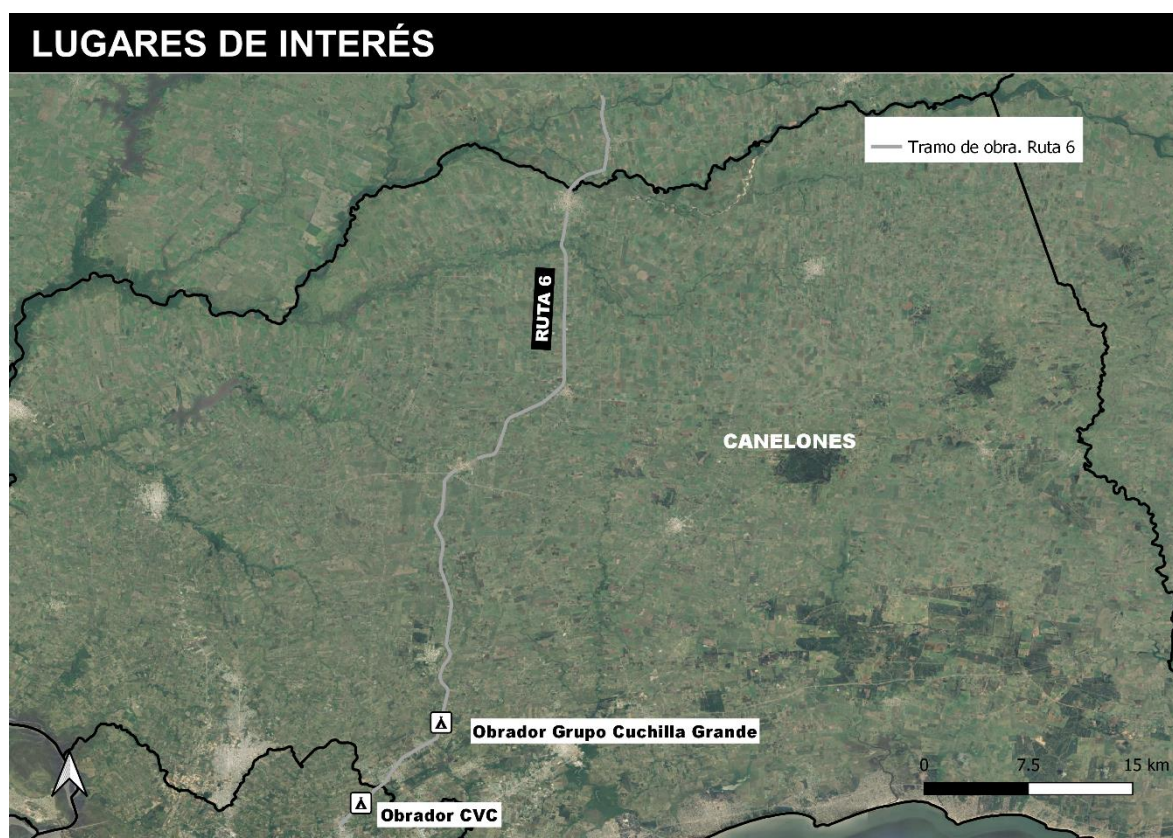 LUGARES DE INTERÉS
Tramo de obra. Ruta 6
RUTA 6
CANELONES
Obrador Grupo Cuchilla Grande
0 7.5 15 km
Obrador CVC